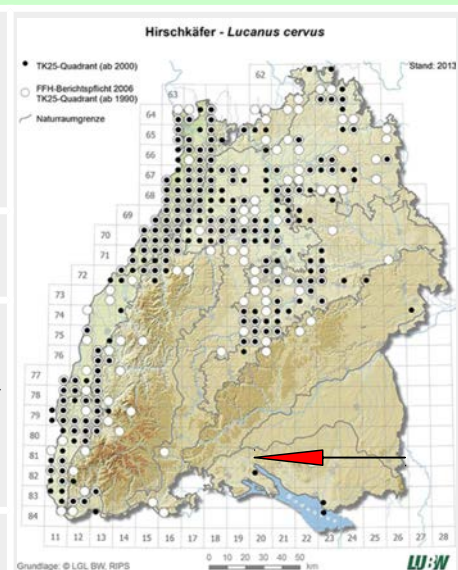 Hirschkäfer - Lucanus cervus
TK25-Quadrant (ab 2000)
FFH-Berichtspflicht 2006
TK25-Quadrant (ab 1990)
Naturraumgrenze
Stand: 2013
62
63
64
65
66
67
68
69
70
71
72
73
74
75
76
77
78
79
80
81
82
83
84
11 12 13 14 15 16 17 18 19 20 21 22 23 24 25 26 27 28
Grundlage: © LGL BW, RIPS
0 10 20 30 40 50
km
LUBW